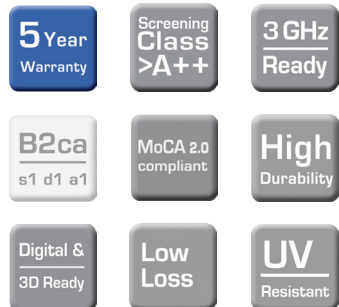 5 Year
Warranty
Screening
Class
>A++
3 GHz
Ready
B2ca
s1 d1 a1
MoCA 2.0
compliant
High
Durability
Digital &
3D Ready
Low
Loss
UV
Resistant